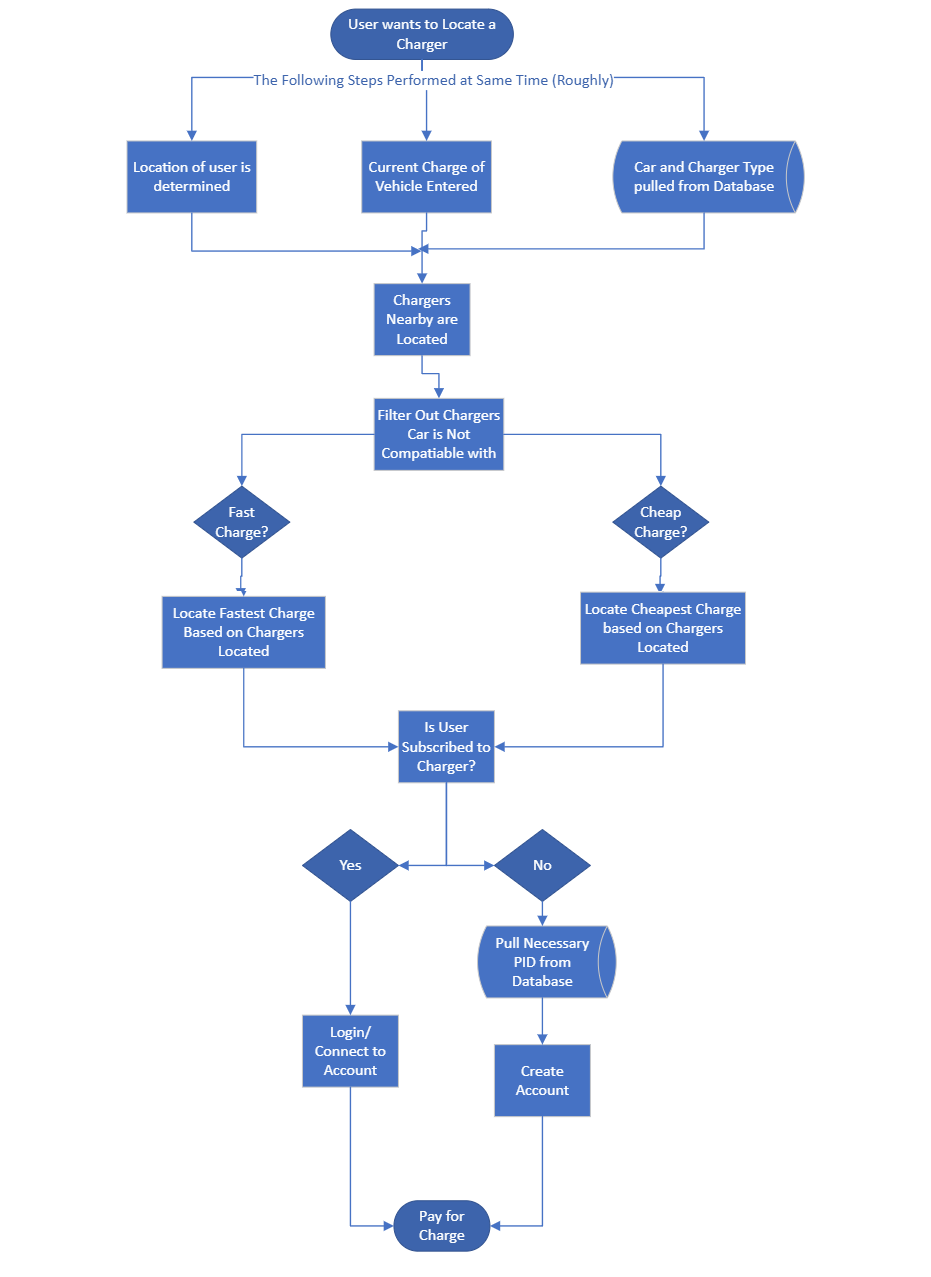 User wants to Locate a
Charger
The Following Steps Performed at Same Time (Roughly)
Location of user is
determined
Current Charge of
Vehicle Entered
Car and Charger Type
pulled from Database
Chargers
Nearby are
Located
Filter Out Chargers
Car is Not
Compatiable with
Fast
Charge?
Cheap
Charge?
Locate Fastest Charge
Based on Chargers
Located
Locate Cheapest Charge
based on Chargers
Located
Is User
Subscribed to
Charger?
Yes
No
Pull Necessary
PID from
Database
Login/
Connect to
Account
Create
Account
Pay for
Charge